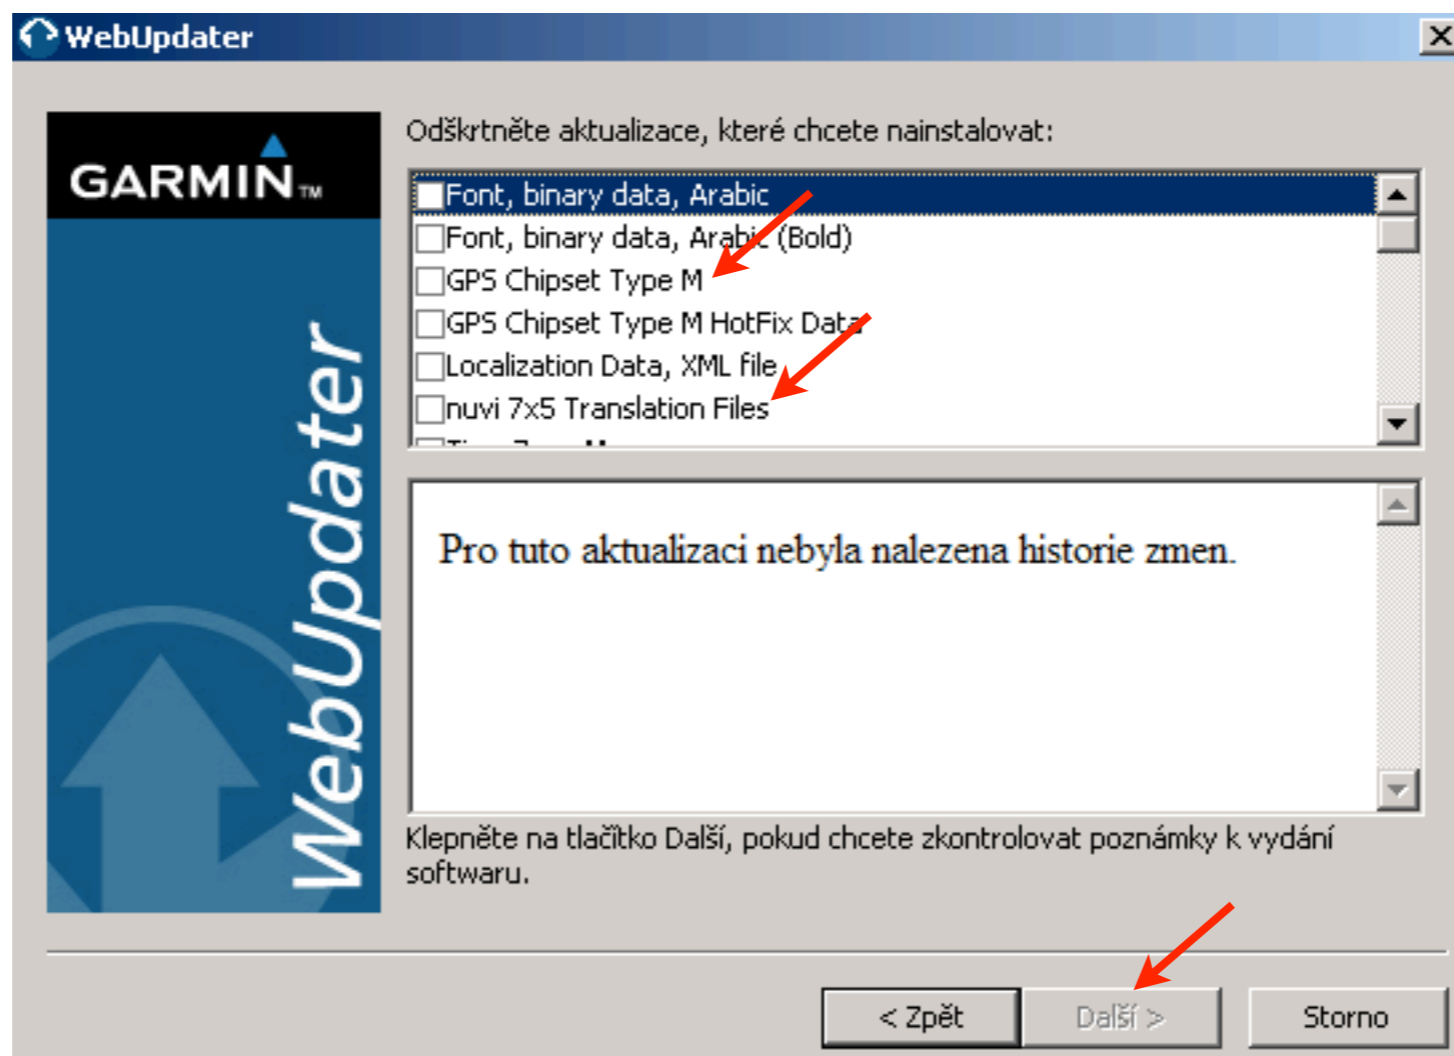 WebUpdater
GARMIN™
WebUpdater
Odškrtněte aktualizace, které chcete nainstalovat:
Font, binary data, Arabic
Font, binary data, Arabic (Bold)
GPS Chipset Type M
GPS Chipset Type M HotFix Data
Localization Data, XML file
nuvi 7x5 Translation Files
Pro tuto aktualizaci nebyla nalezena historie zmen.
Klepněte na tlačítko Další, pokud chcete zkontrolovat poznámky k vydání
softwaru.
< Zpět
Další >
Storno